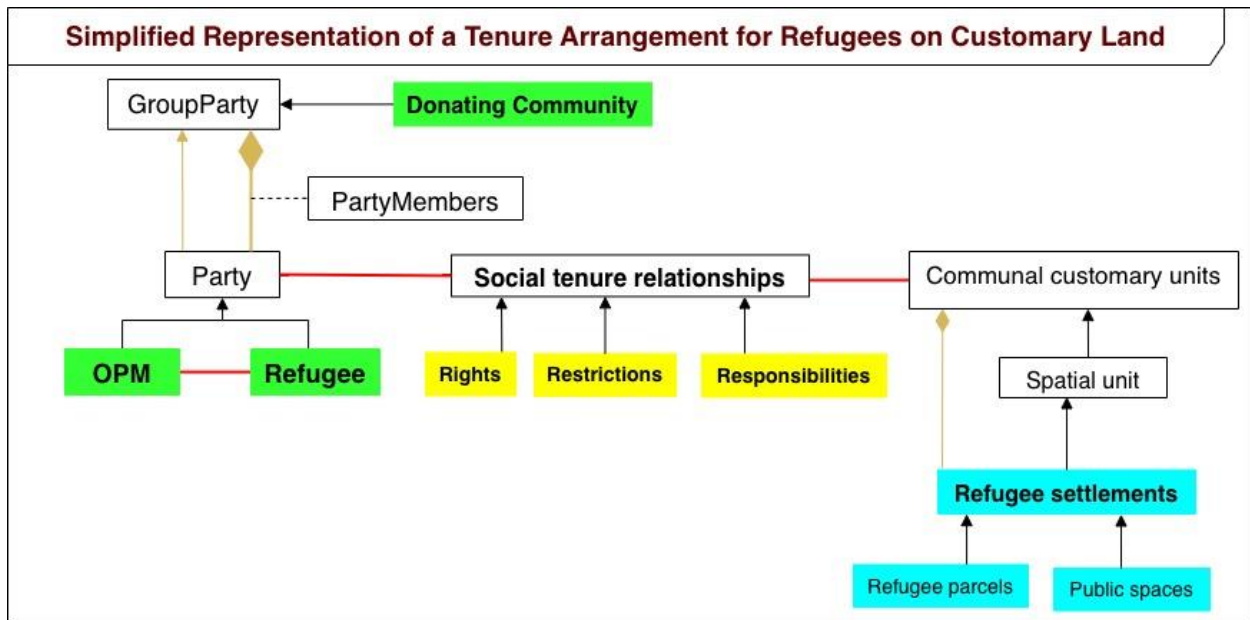 Simplified Representation of a Tenure Arrangement for Refugees on Customary Land
GroupParty
Donating Community
PartyMembers
Party
Social tenure relationships
Communal customary units
OPM
Refugee
Rights
Restrictions
Responsibilities
Spatial unit
Refugee settlements
Refugee parcels
Public spaces